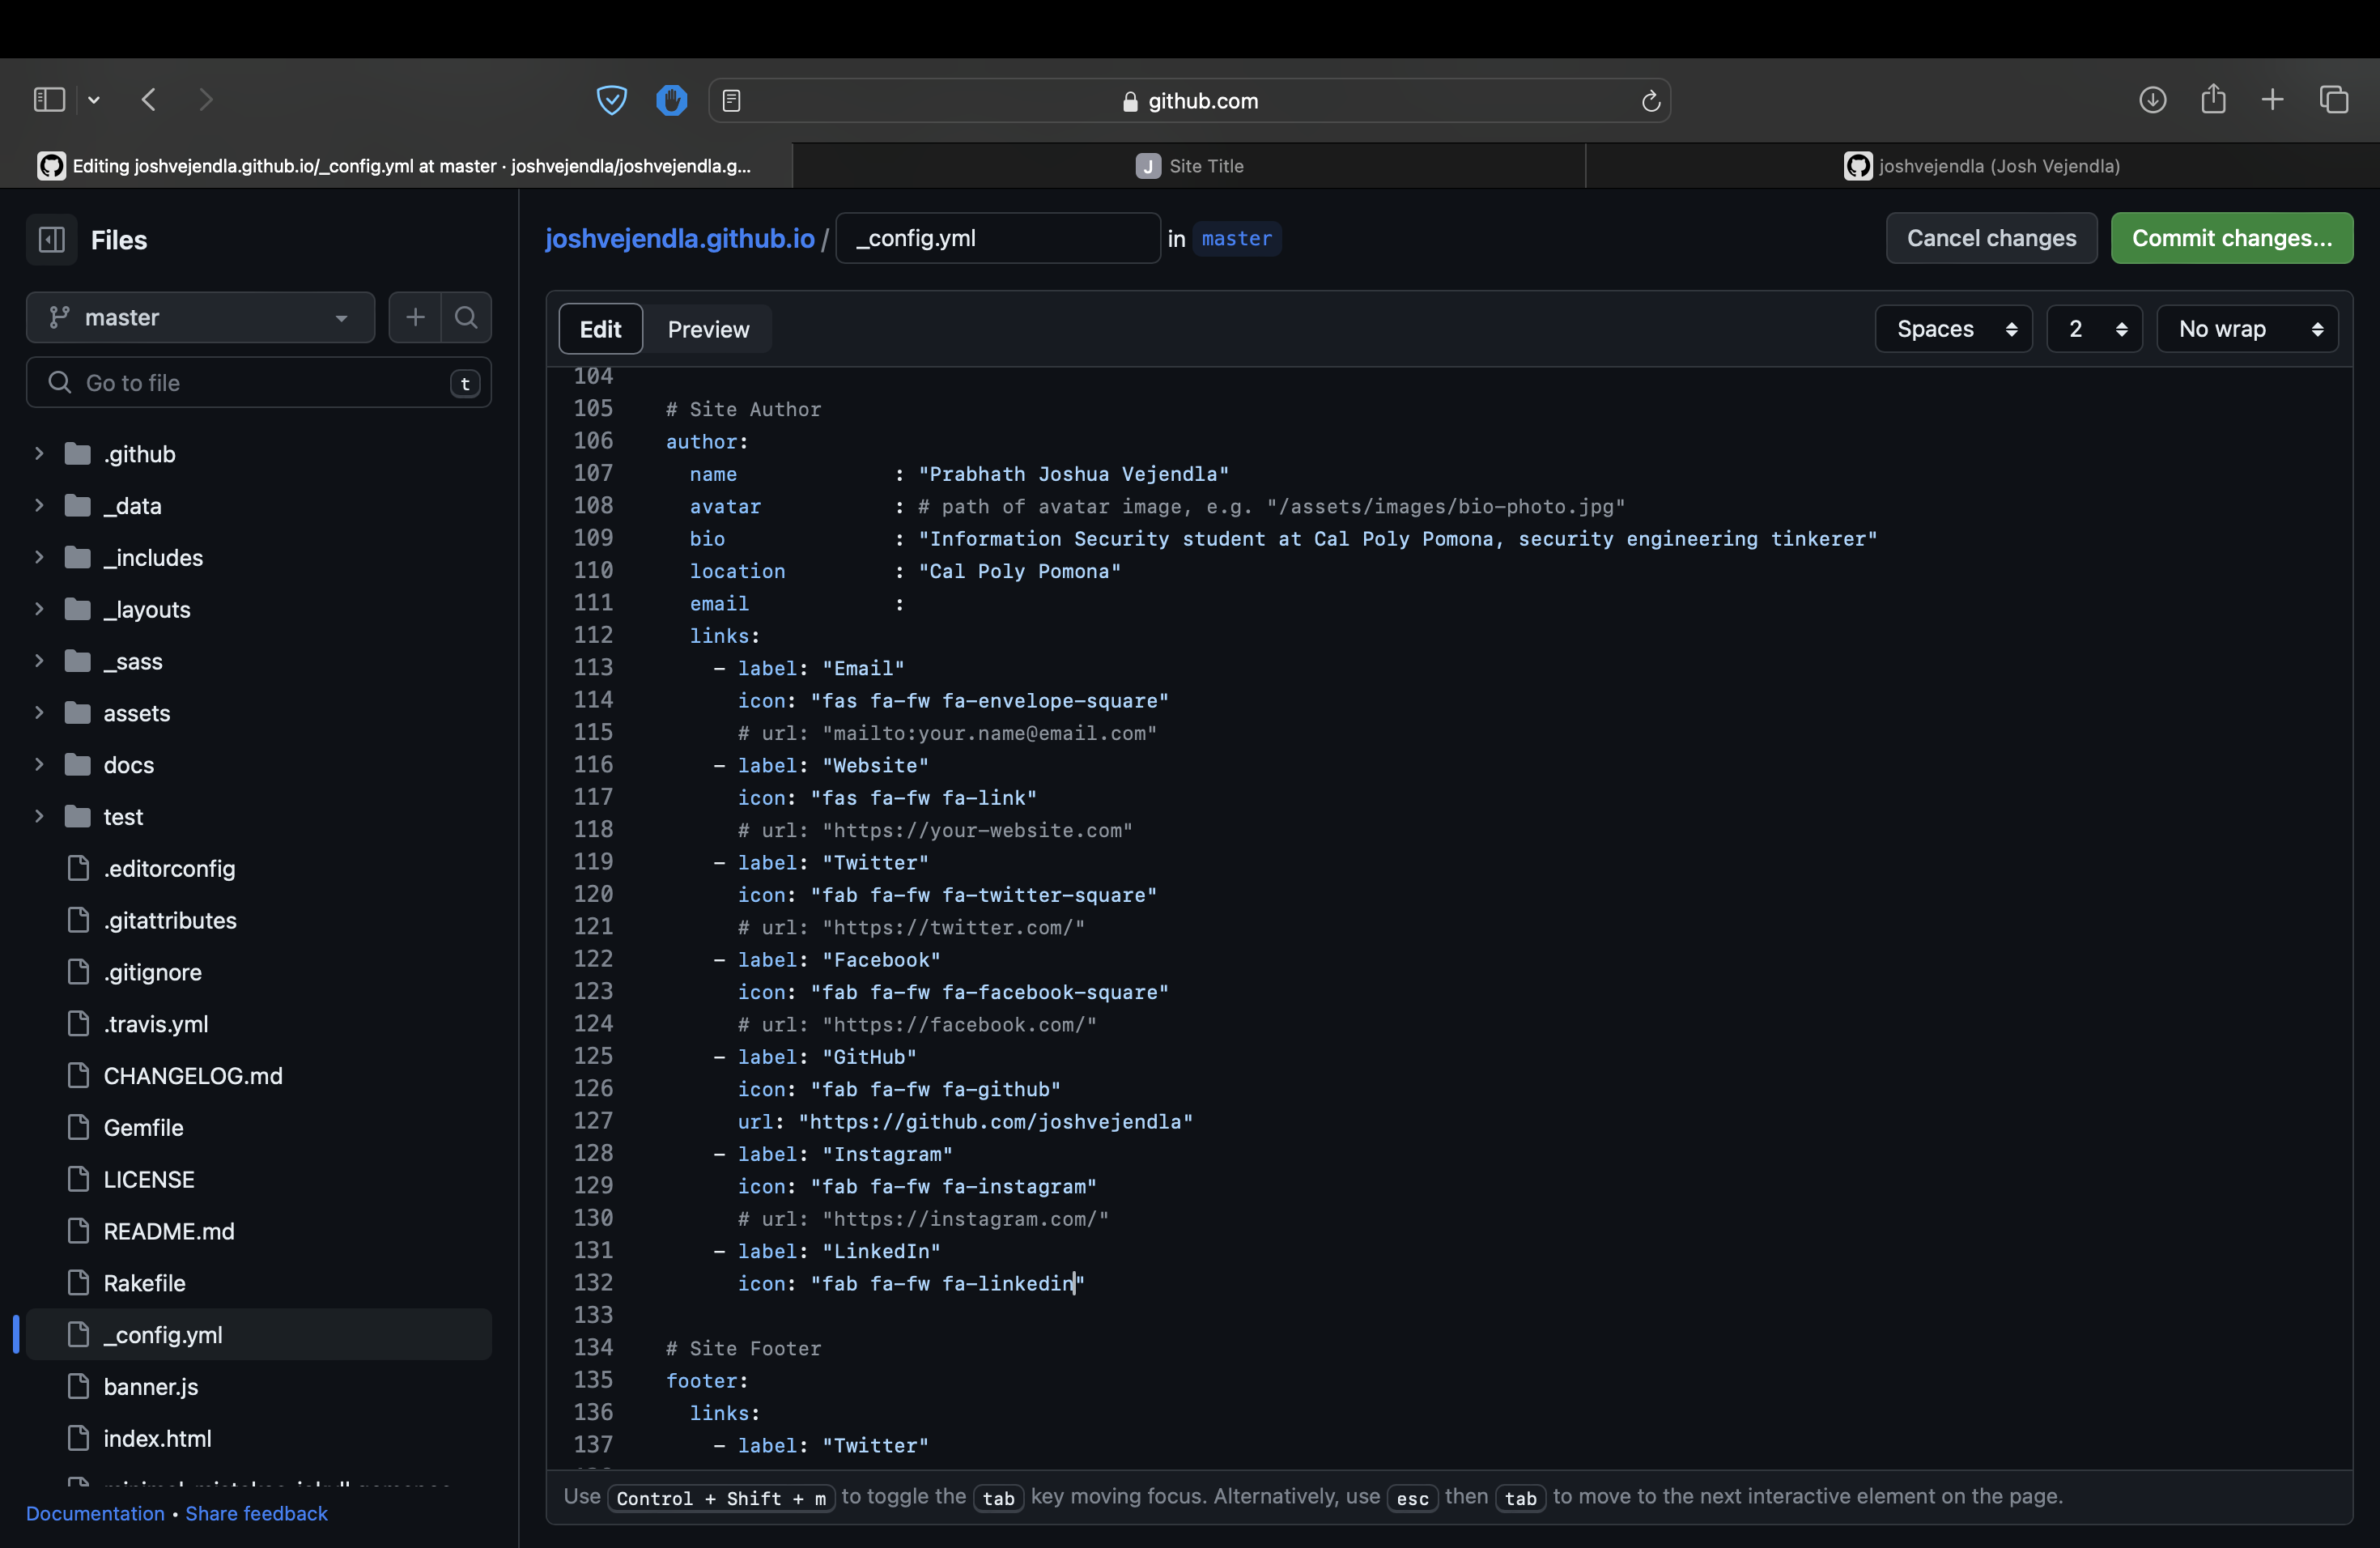 github.com
Editing joshvejendla.github.io/_config.yml at master · joshvejendla/joshvejendla.g...
J Site Title
joshvejendla (Josh Vejendla)
Files
joshvejendla.github.io / _config.yml in master
Cancel changes
Commit changes...
master
Go to file
t
.github
_data
_includes
_layouts
_sass
assets
docs
test
.editorconfig
.gitattributes
.gitignore
.travis.yml
CHANGELOG.md
Gemfile
LICENSE
README.md
Rakefile
_config.yml
banner.js
index.html
Documentation • Share feedback
Edit
Preview
Spaces
2
No wrap
104
105 # Site Author
106 author:
107   name             : "Prabhath Joshua Vejendla"
108   avatar           : # path of avatar image, e.g. "/assets/images/bio-photo.jpg"
109   bio              : "Information Security student at Cal Poly Pomona, security engineering tinkerer"
110   location         : "Cal Poly Pomona"
111   email            :
112   links:
113     - label: "Email"
114       icon: "fas fa-fw fa-envelope-square"
115       # url: "mailto:your.name@email.com"
116     - label: "Website"
117       icon: "fas fa-fw fa-link"
118       # url: "https://your-website.com"
119     - label: "Twitter"
120       icon: "fab fa-fw fa-twitter-square"
121       # url: "https://twitter.com/"
122     - label: "Facebook"
123       icon: "fab fa-fw fa-facebook-square"
124       # url: "https://facebook.com/"
125     - label: "GitHub"
126       icon: "fab fa-fw fa-github"
127       url: "https://github.com/joshvejendla"
128     - label: "Instagram"
129       icon: "fab fa-fw fa-instagram"
130       # url: "https://instagram.com/"
131     - label: "LinkedIn"
132       icon: "fab fa-fw fa-linkedin"
133
134 # Site Footer
135 footer:
136   links:
137     - label: "Twitter"
Use Control + Shift + m to toggle the tab key moving focus. Alternatively, use esc then tab to move to the next interactive element on the page.